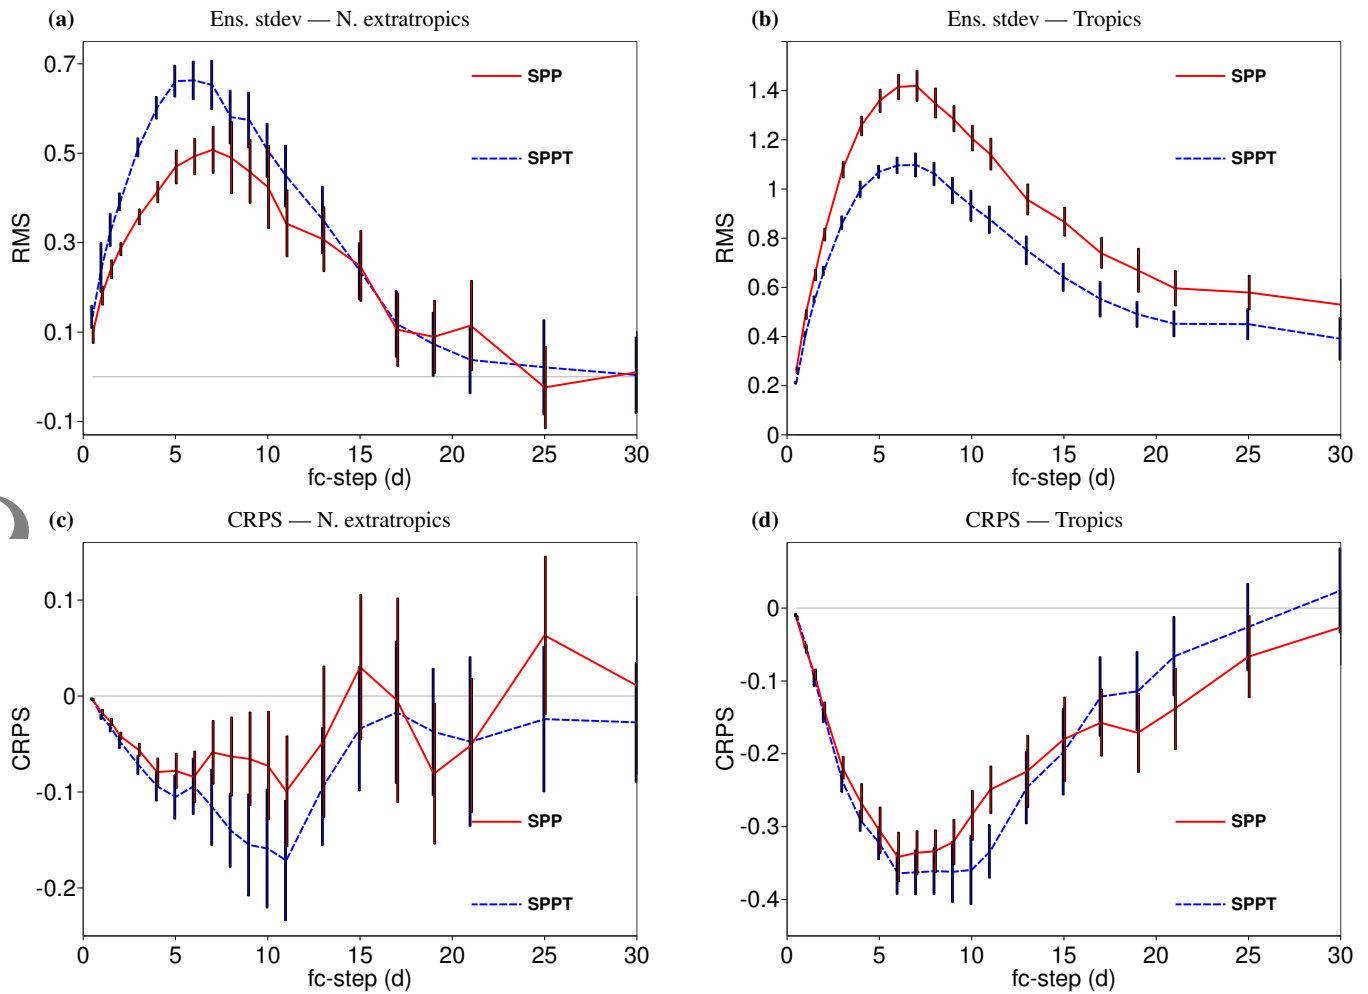 (a) Ens. stdev — N. extratropics
0.7
0.5
0.3
0.1
-0.1
RMS
SPP
SPPT
0 5 10 15 20 25 30
fc-step (d)
(b) Ens. stdev — Tropics
1.4
1.2
1
0.8
0.6
0.4
0.2
0
RMS
SPP
SPPT
0 5 10 15 20 25 30
fc-step (d)
(c) CRPS — N. extratropics
0.1
0
-0.1
-0.2
CRPS
SPP
SPPT
0 5 10 15 20 25 30
fc-step (d)
(d) CRPS — Tropics
0
-0.1
-0.2
-0.3
-0.4
CRPS
SPP
SPPT
0 5 10 15 20 25 30
fc-step (d)